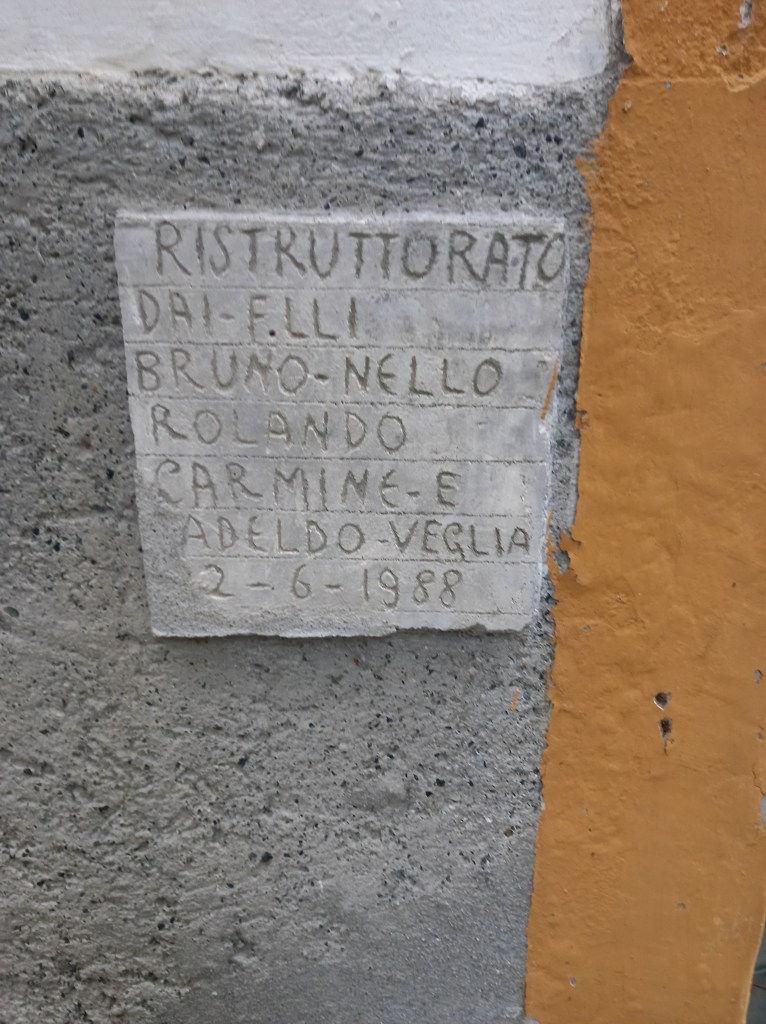 RISTRUTTORATO
DAI-F.LLI
BRUNO-NELLO
ROLANDO
CARMINE-E
ADELDO-VEGLIA
2-6-1988